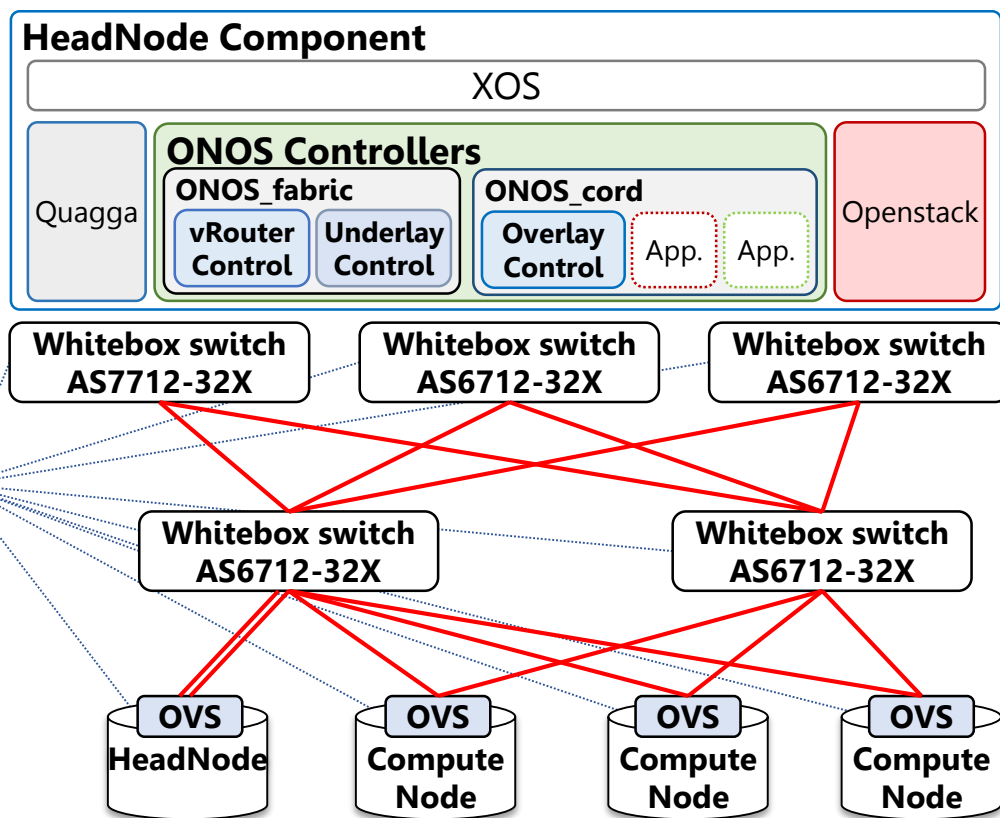 HeadNode Component
XOS
Quagga
ONOS Controllers
ONOS_fabric
vRouter
Control
Underlay
Control
ONOS_cord
Overlay
Control
App.
App.
Openstack
Whitebox switch
AS7712-32X
Whitebox switch
AS6712-32X
Whitebox switch
AS6712-32X
Whitebox switch
AS6712-32X
Whitebox switch
AS6712-32X
OVS
HeadNode
OVS
Compute
Node
OVS
Compute
Node
OVS
Compute
Node